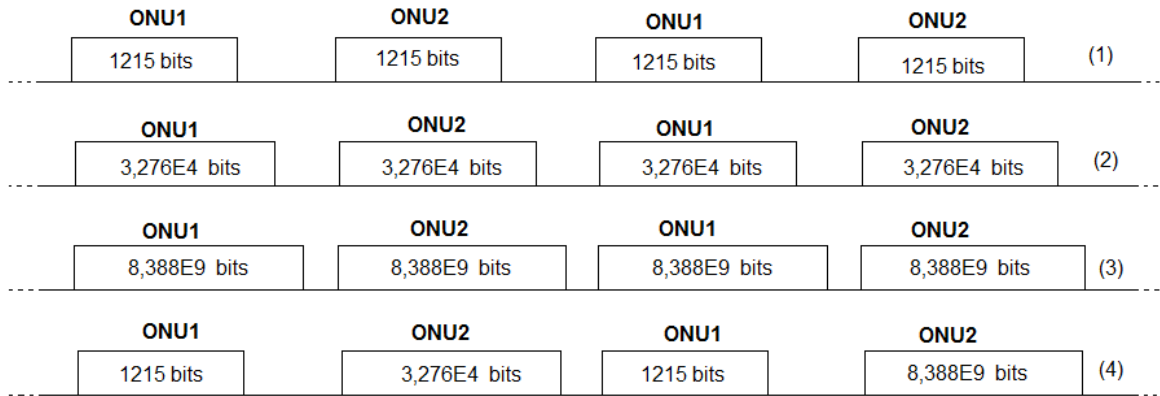 ONU1 ONU2 ONU1 ONU2
1215 bits 1215 bits 1215 bits 1215 bits (1)
ONU1 ONU2 ONU1 ONU2
3,276E4 bits 3,276E4 bits 3,276E4 bits 3,276E4 bits (2)
ONU1 ONU2 ONU1 ONU2
8,388E9 bits 8,388E9 bits 8,388E9 bits 8,388E9 bits (3)
ONU1 ONU2 ONU1 ONU2
1215 bits 3,276E4 bits 1215 bits 8,388E9 bits (4)